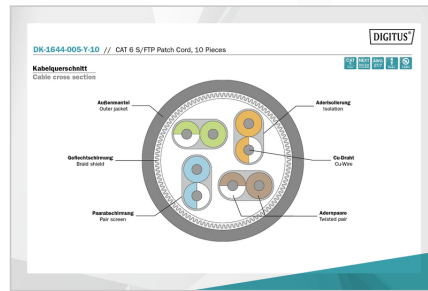 DIGITUS®
DK-1644-005-Y-10 // CAT 6 S/FTP Patch Cord, 10 Pieces
Kabelquerschnitt
Cable cross section
Außenmantel
Outer jacket
Aderisolierung
Isolation
Geflechtschirmung
Braid shield
Cu-Draht
Cu-Wire
Paarabschirmung
Pair screen
Adernpaare
Twisted pair